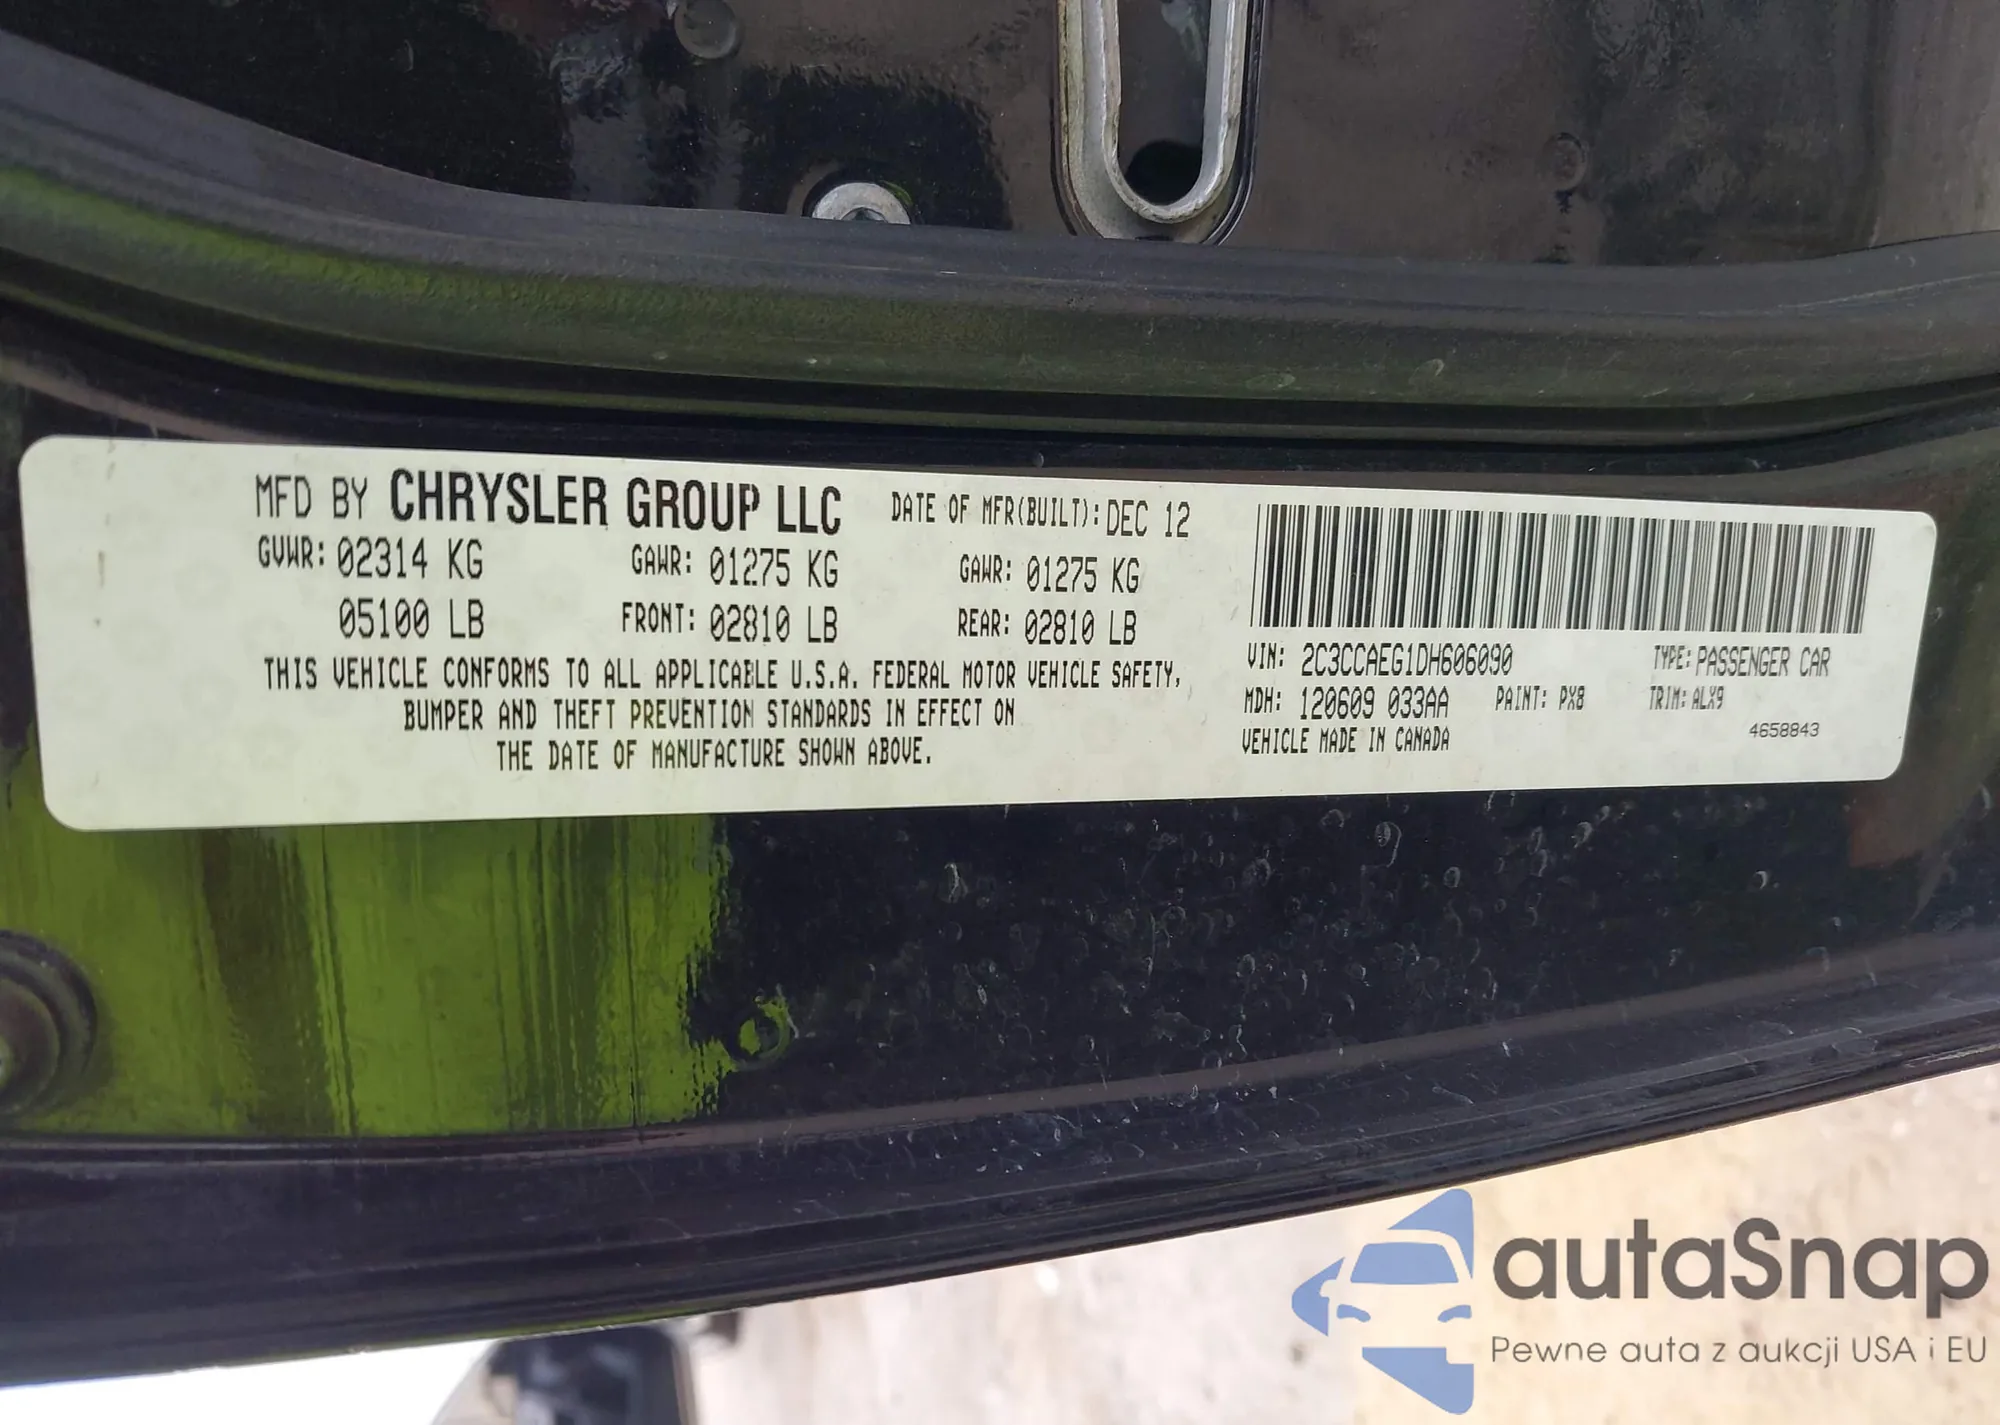 MFD BY CHRYSLER GROUP LLC DATE OF MFR(BUILT): DEC 12
GVWR: 02314 KG GAWR: 01275 KG GAWR: 01275 KG
05100 LB FRONT: 02810 LB REAR: 02810 LB
THIS VEHICLE CONFORMS TO ALL APPLICABLE U.S.A. FEDERAL MOTOR VEHICLE SAFETY,
BUMPER AND THEFT PREVENTION STANDARDS IN EFFECT ON
THE DATE OF MANUFACTURE SHOWN ABOVE.
VIN: 2C3CCAEG1DH606090 TYPE: PASSENGER CAR
MDH: 120609 033AA PAINT: PX8 TRIM: ALX9
VEHICLE MADE IN CANADA 4658843
autaSnap
Pewne auta z aukcji USA i EU